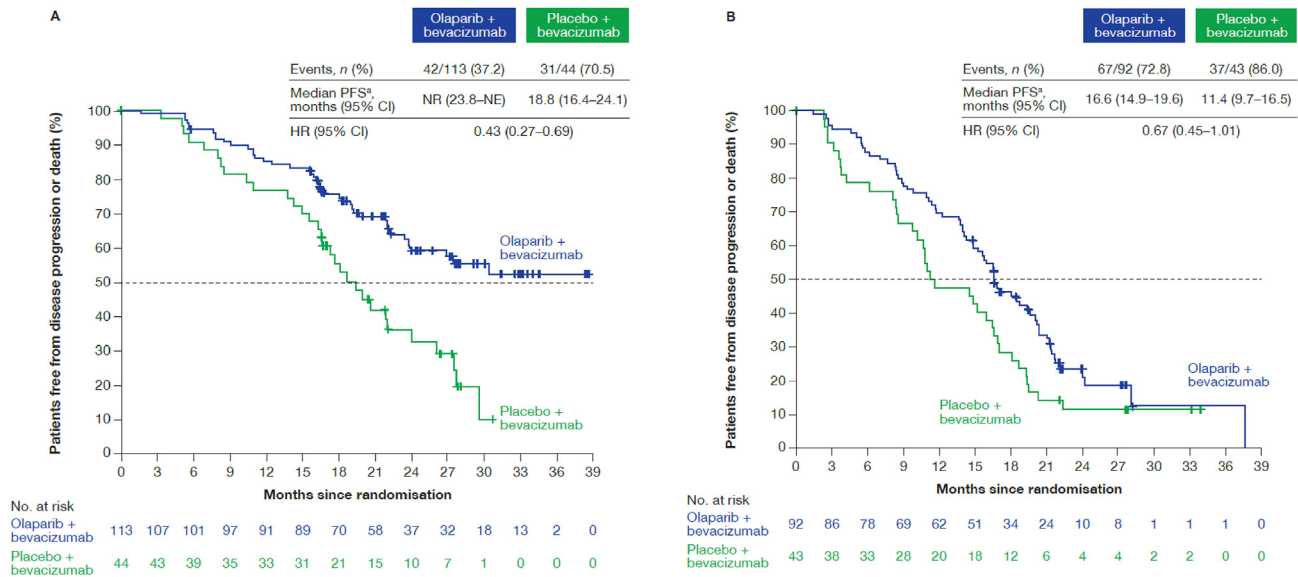 A
Olaparib +
bevacizumab
Placebo +
bevacizumab
Events, n (%)
42/113 (37.2)
31/44 (70.5)
Median PFSᵃ,
months (95% CI)
NR (23.8–NE)
18.8 (16.4–24.1)
HR (95% CI)
0.43 (0.27–0.69)
Patients free from disease progression or death (%)
100
90
80
70
60
50
40
30
20
10
0
Olaparib +
bevacizumab
Placebo +
bevacizumab
0 3 6 9 12 15 18 21 24 27 30 33 36 39
Months since randomisation
No. at risk
Olaparib +
bevacizumab
113 107 101 97 91 89 70 58 37 32 18 13 2 0
Placebo +
bevacizumab
44 43 39 35 33 31 21 15 10 7 1 0 0 0
B
Olaparib +
bevacizumab
Placebo +
bevacizumab
Events, n (%)
67/92 (72.8)
37/43 (86.0)
Median PFSᵃ,
months (95% CI)
16.6 (14.9–19.6)
11.4 (9.7–16.5)
HR (95% CI)
0.67 (0.45–1.01)
Patients free from disease progression or death (%)
100
90
80
70
60
50
40
30
20
10
0
Olaparib +
bevacizumab
Placebo +
bevacizumab
0 3 6 9 12 15 18 21 24 27 30 33 36 39
Months since randomisation
No. at risk
Olaparib +
bevacizumab
92 86 78 69 62 51 34 24 10 8 1 1 1 0
Placebo +
bevacizumab
43 38 33 28 20 18 12 6 4 4 2 2 0 0